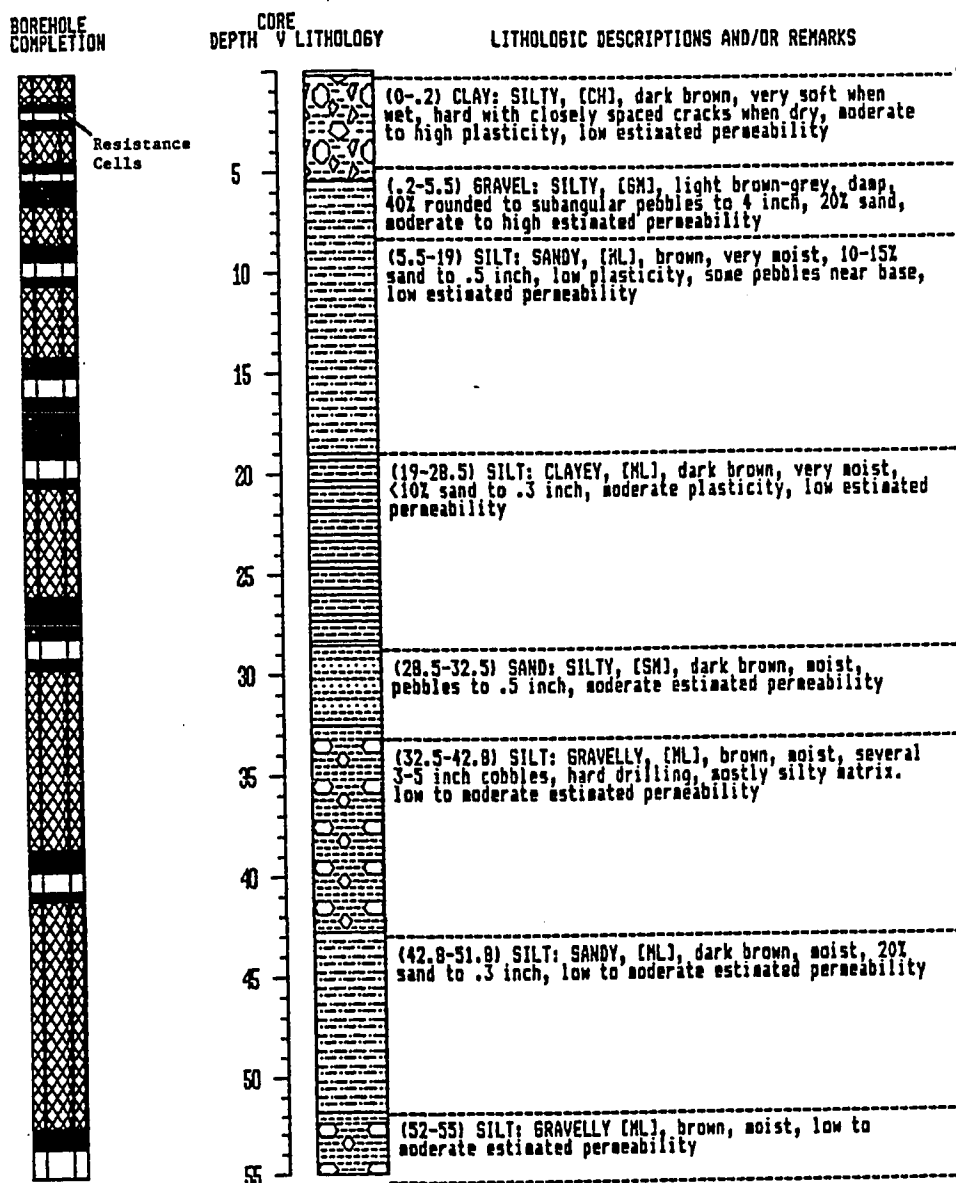 BOREHOLE
COMPLETION
CORE
DEPTH V LITHOLOGY
LITHOLOGIC DESCRIPTIONS AND/OR REMARKS
Resistance
Cells
(0-.2) CLAY: SILTY, [CH], dark brown, very soft when
wet, hard with closely spaced cracks when dry, moderate
to high plasticity, low estimated permeability
5
(.2-5.5) GRAVEL: SILTY, [GM], light brown-grey, damp,
40% rounded to subangular pebbles to 4 inch, 20% sand,
moderate to high estimated permeability
(5.5-19) SILT: SANDY, [ML], brown, very moist, 10-15%
sand to .5 inch, low plasticity, some pebbles near base,
low estimated permeability
10
15
(19-28.5) SILT: CLAYEY, [ML], dark brown, very moist,
<10% sand to .3 inch, moderate plasticity, low estimated
permeability
20
25
(28.5-32.5) SAND: SILTY, [SM], dark brown, moist,
pebbles to .5 inch, moderate estimated permeability
30
(32.5-42.8) SILT: GRAVELLY, [ML], brown, moist, several
3-5 inch cobbles, hard drilling, mostly silty matrix.
low to moderate estimated permeability
35
40
(42.8-51.8) SILT: SANDY, [ML], dark brown, moist, 20%
sand to .3 inch, low to moderate estimated permeability
45
50
(52-55) SILT: GRAVELLY [ML], brown, moist, low to
moderate estimated permeability
55